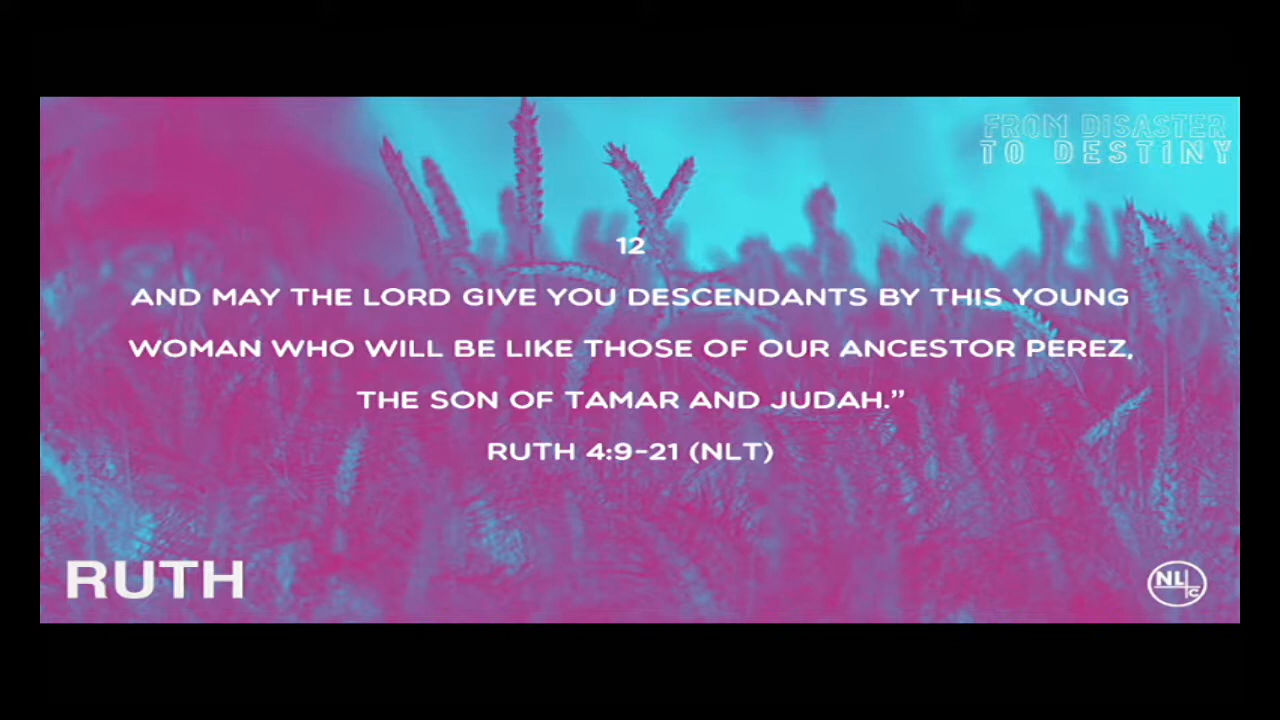 FROM DISASTER
TO DESTINY
12
AND MAY THE LORD GIVE YOU DESCENDANTS BY THIS YOUNG
WOMAN WHO WILL BE LIKE THOSE OF OUR ANCESTOR PEREZ,
THE SON OF TAMAR AND JUDAH.”
RUTH 4:9-21 (NLT)
RUTH
NLC